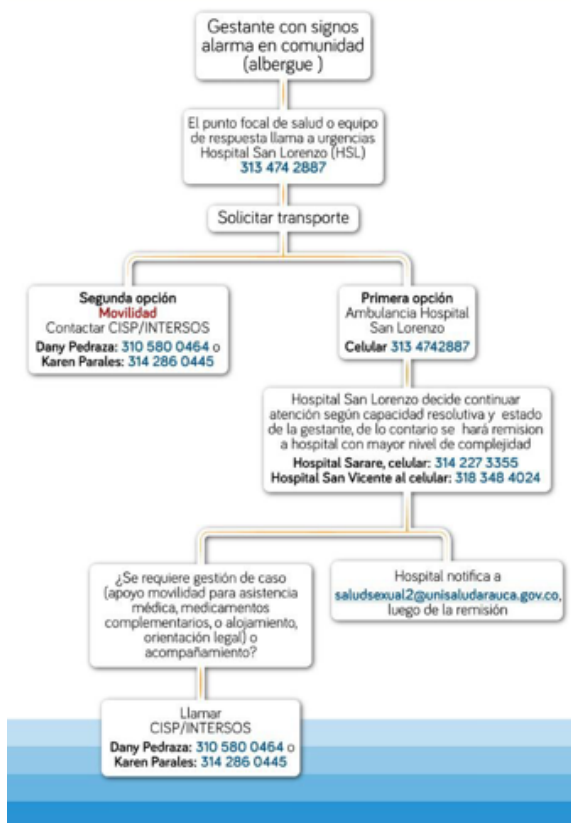 Gestante con signos
alarma en comunidad
(albergue )
El punto focal de salud o equipo
de respuesta llama a urgencias
Hospital San Lorenzo (HSL)
313 474 2887
Solicitar transporte
Segunda opción
Movilidad
Contactar CISP/INTERSOS
Dany Pedraza: 310 580 0464 o
Karen Parales: 314 286 0445
Primera opción
Ambulancia Hospital
San Lorenzo
Celular 313 4742887
Hospital San Lorenzo decide continuar
atención según capacidad resolutiva y estado
de la gestante, de lo contario se hará remision
a hospital con mayor nivel de complejidad
Hospital Sarare, celular: 314 227 3355
Hospital San Vicente al celular: 318 348 4024
¿Se requiere gestión de caso
(apoyo movilidad para asistencia
médica, medicamentos
complementarios, o alojamiento,
orientación legal) o
acompañamiento?
Hospital notifica a
saludsexual2@unisaludarauca.gov.co,
luego de la remisión
Llamar
CISP/INTERSOS
Dany Pedraza: 310 580 0464 o
Karen Parales: 314 286 0445